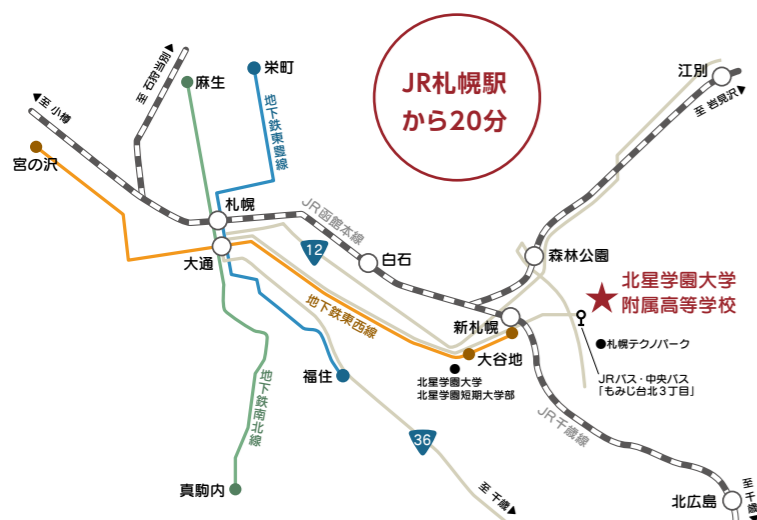 JR札幌駅
から20分
至 石狩当別
栄町
麻生
江別
至 岩見沢
至 小樽
地下鉄東豊線
宮の沢
札幌
JR函館本線
12
白石
森林公園
大通
北星学園大学
附属高等学校
地下鉄東西線
新札幌
札幌テクノパーク
大谷地
北星学園大学
北星学園短期大学部
JRバス・中央バス
「もみじ台北3丁目」
福住
地下鉄南北線
JR千歳線
36
真駒内
至 千歳
北広島
至 千歳